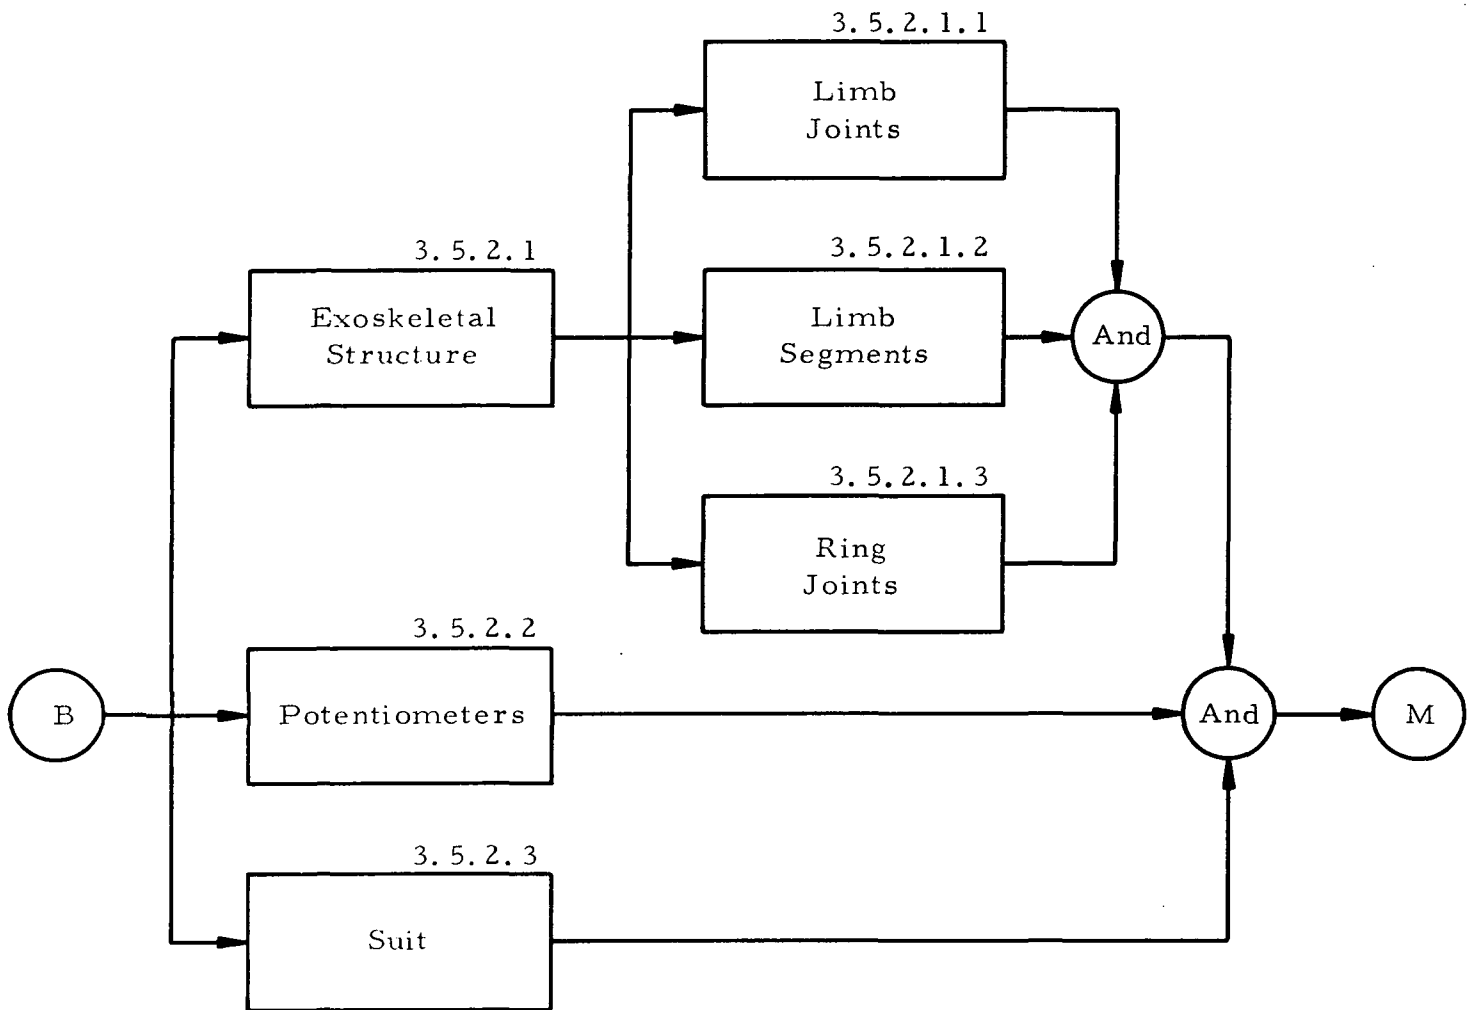 3.5.2.1.1
Limb
Joints
3.5.2.1
Exoskeletal
Structure
3.5.2.1.2
Limb
Segments
And
3.5.2.1.3
Ring
Joints
3.5.2.2
B
Potentiometers
And
M
3.5.2.3
Suit